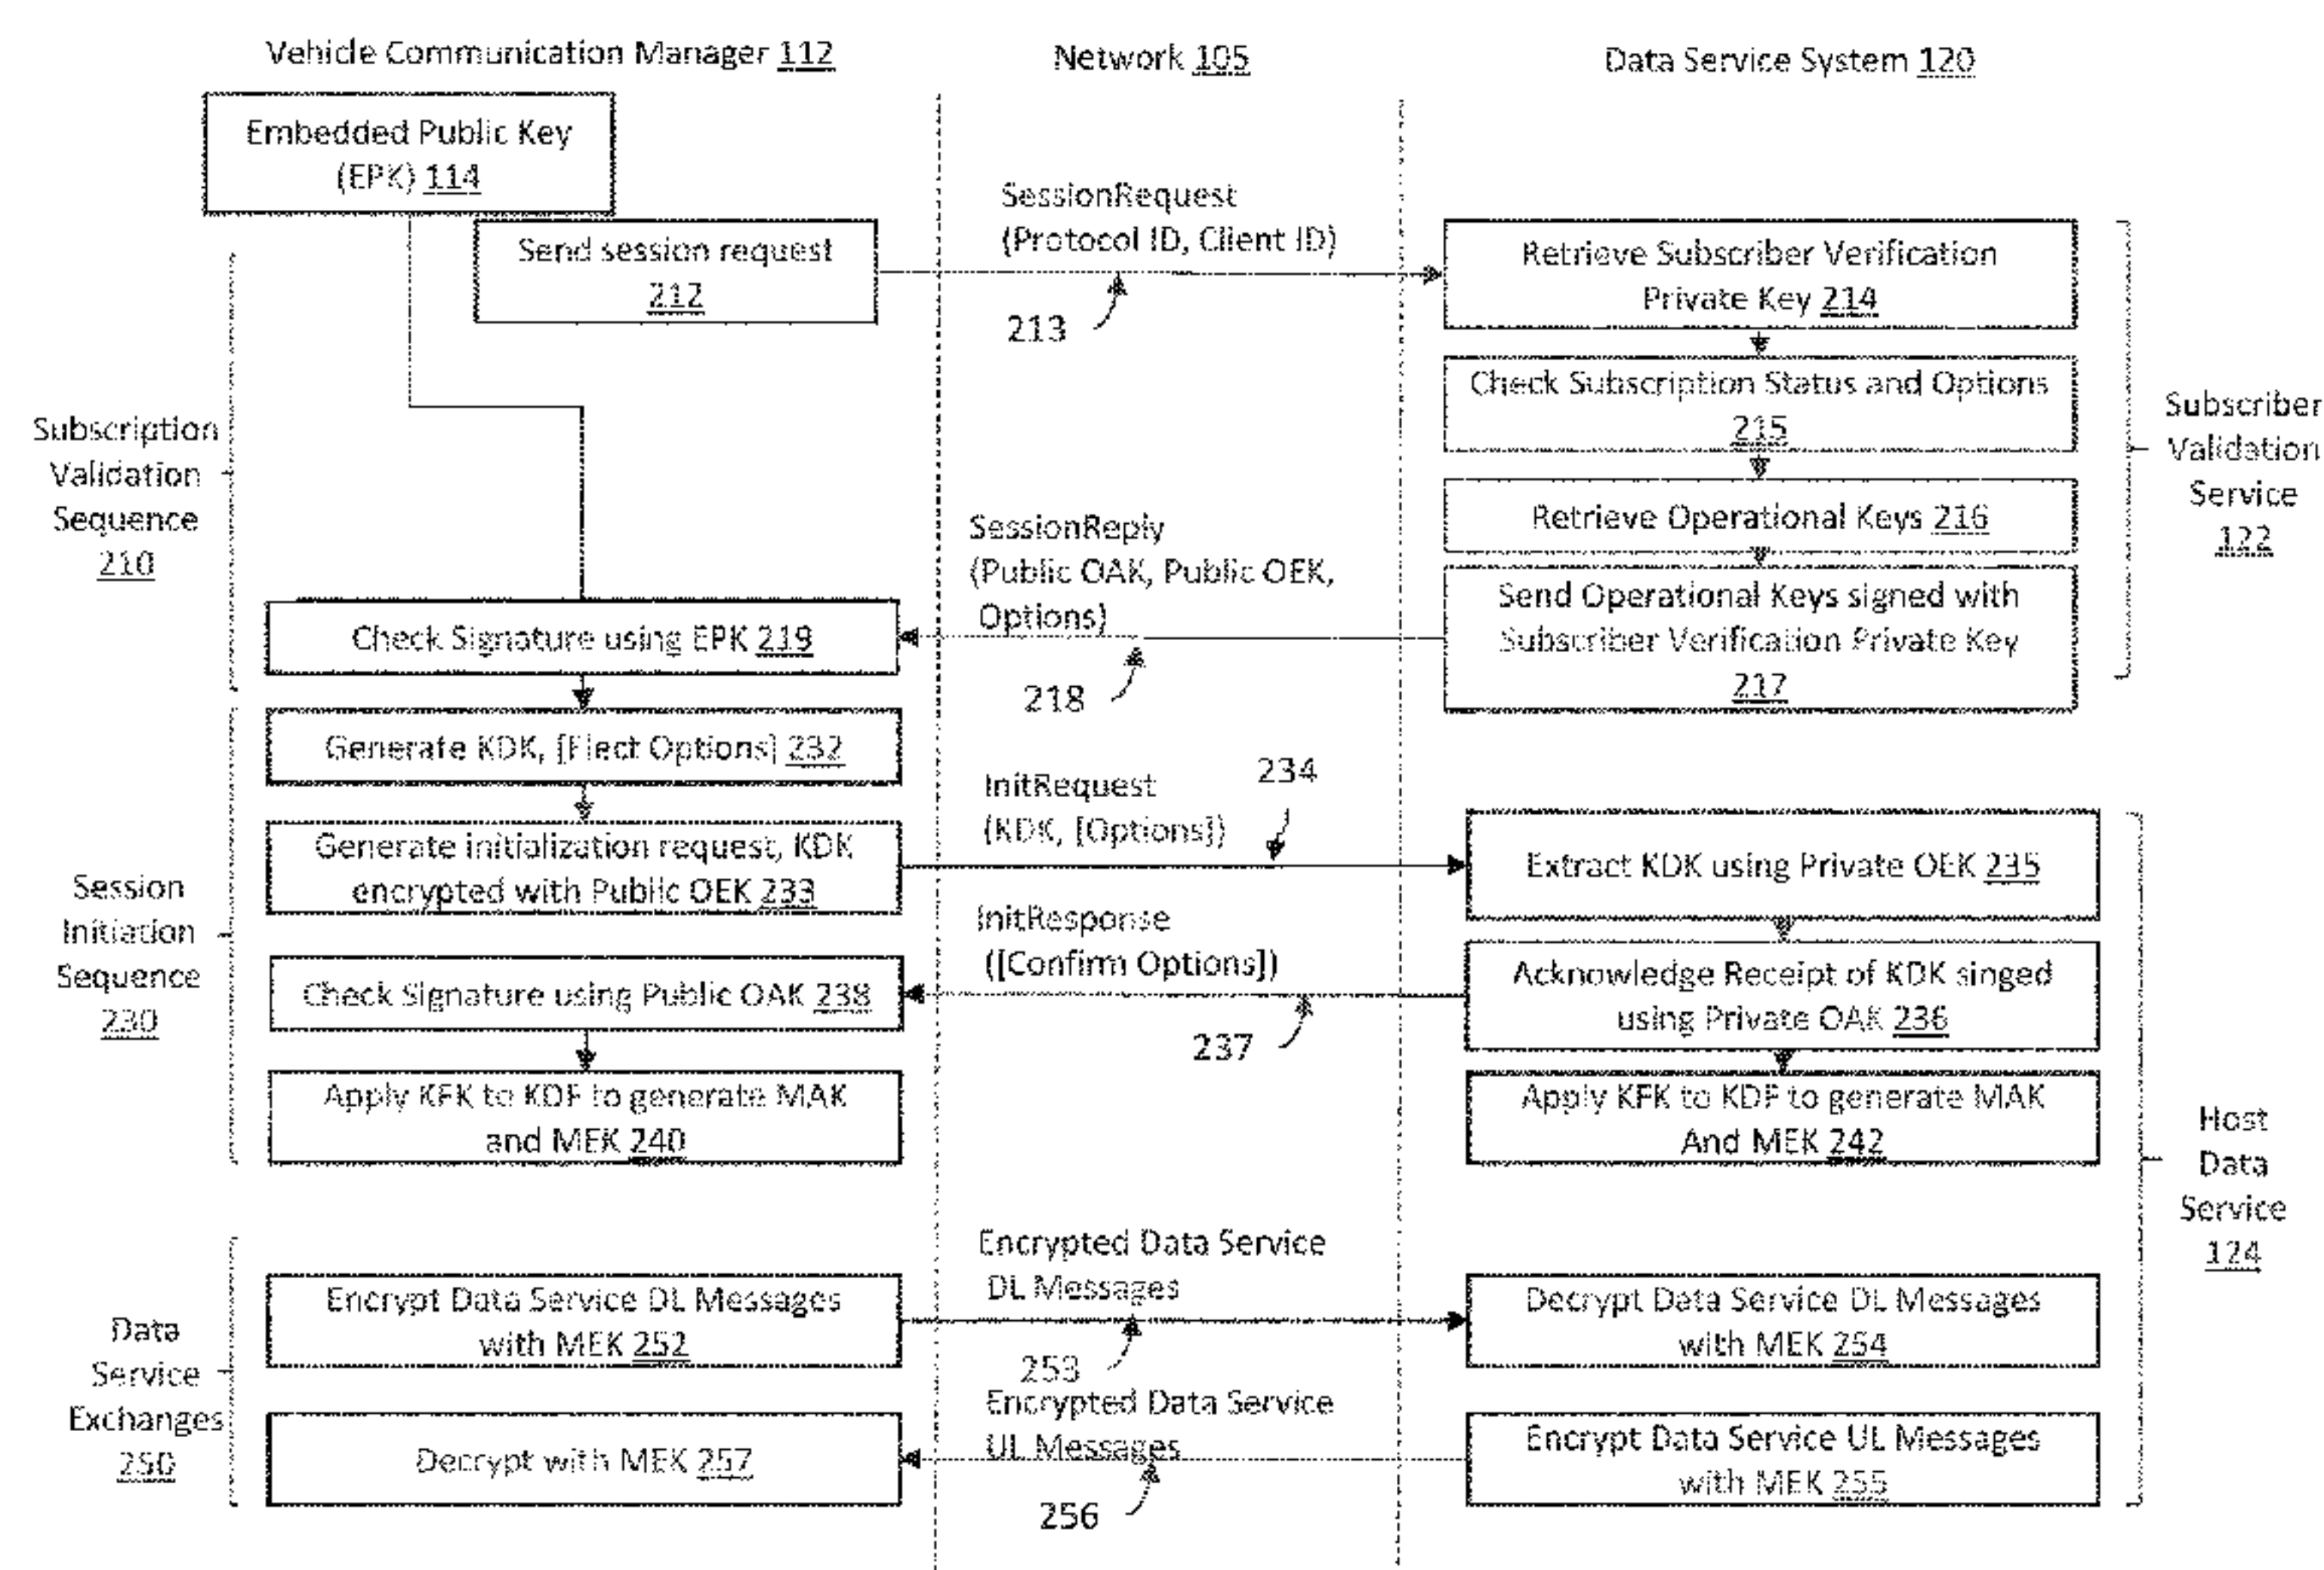 Vehicle Communication Manager 112
Network 105
Data Service System 120
Embedded Public Key
(EPK) 114
Send session request
212
SessionRequest
(Protocol ID, Client ID)
213
Retrieve Subscriber Verification
Private Key 214
Check Subscription Status and Options
215
Retrieve Operational Keys 216
Send Operational Keys signed with
Subscriber Verification Private Key
217
Subscriber
Validation
Service
122
Subscription
Validation
Sequence
210
SessionReply
(Public OAK, Public OEK,
Options)
218
Check Signature using EPK 219
Generate KDK, [Elect Options] 232
Generate initialization request, KDK
encrypted with Public OEK 233
InitRequest
(KDK, [Options])
234
Extract KDK using Private OEK 235
Session
Initiation
Sequence
230
InitResponse
([Confirm Options])
237
Acknowledge Receipt of KDK singed
using Private OAK 236
Check Signature using Public OAK 238
Apply KFK to KDF to generate MAK
and MEK 240
Apply KFK to KDF to generate MAK
And MEK 242
Host
Data
Service
124
Data
Service
Exchanges
250
Encrypt Data Service DL Messages
with MEK 252
Encrypted Data Service
DL Messages
253
Decrypt Data Service DL Messages
with MEK 254
Decrypt with MEK 257
Encrypted Data Service
UL Messages
256
Encrypt Data Service UL Messages
with MEK 255